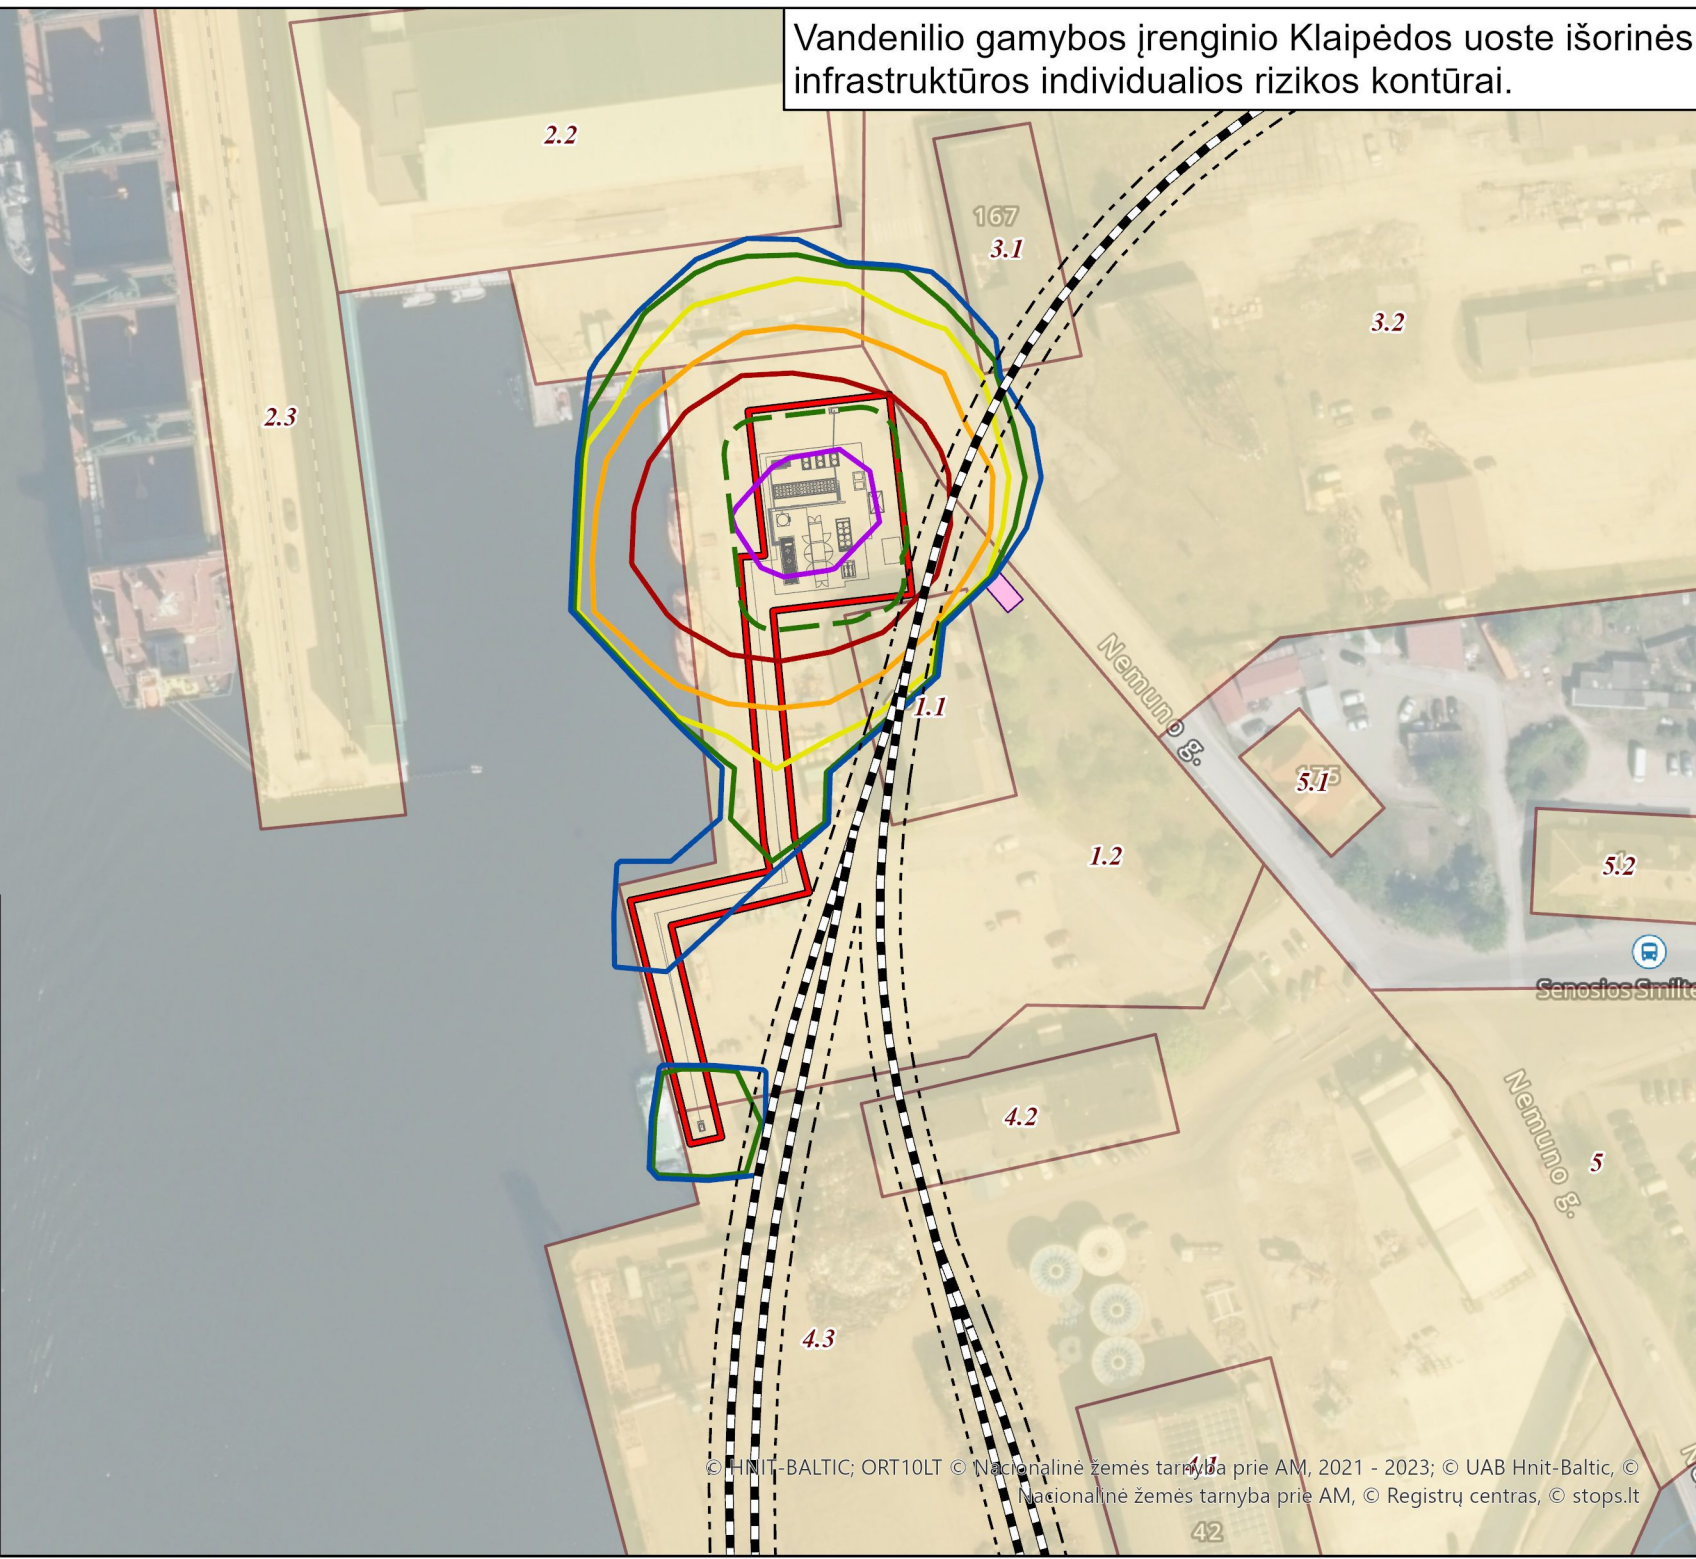 Vandenilio gamybos įrenginio Klaipėdos uoste išorinės
infrastruktūros individualios rizikos kontūrai.
2.2
167
3.1
3.2
2.3
Nemuno g.
1.1
175
5.1
1.2
5.2
Senosios Smilte
Nemuno g.
4.2
5
4.3
4.1
© HNIT-BALTIC; ORT10LT © Nacionalinė žemės tarnyba prie AM, 2021 - 2023; © UAB Hnit-Baltic, ©
Nacionalinė žemės tarnyba prie AM, © Registrų centras, © stops.lt
42